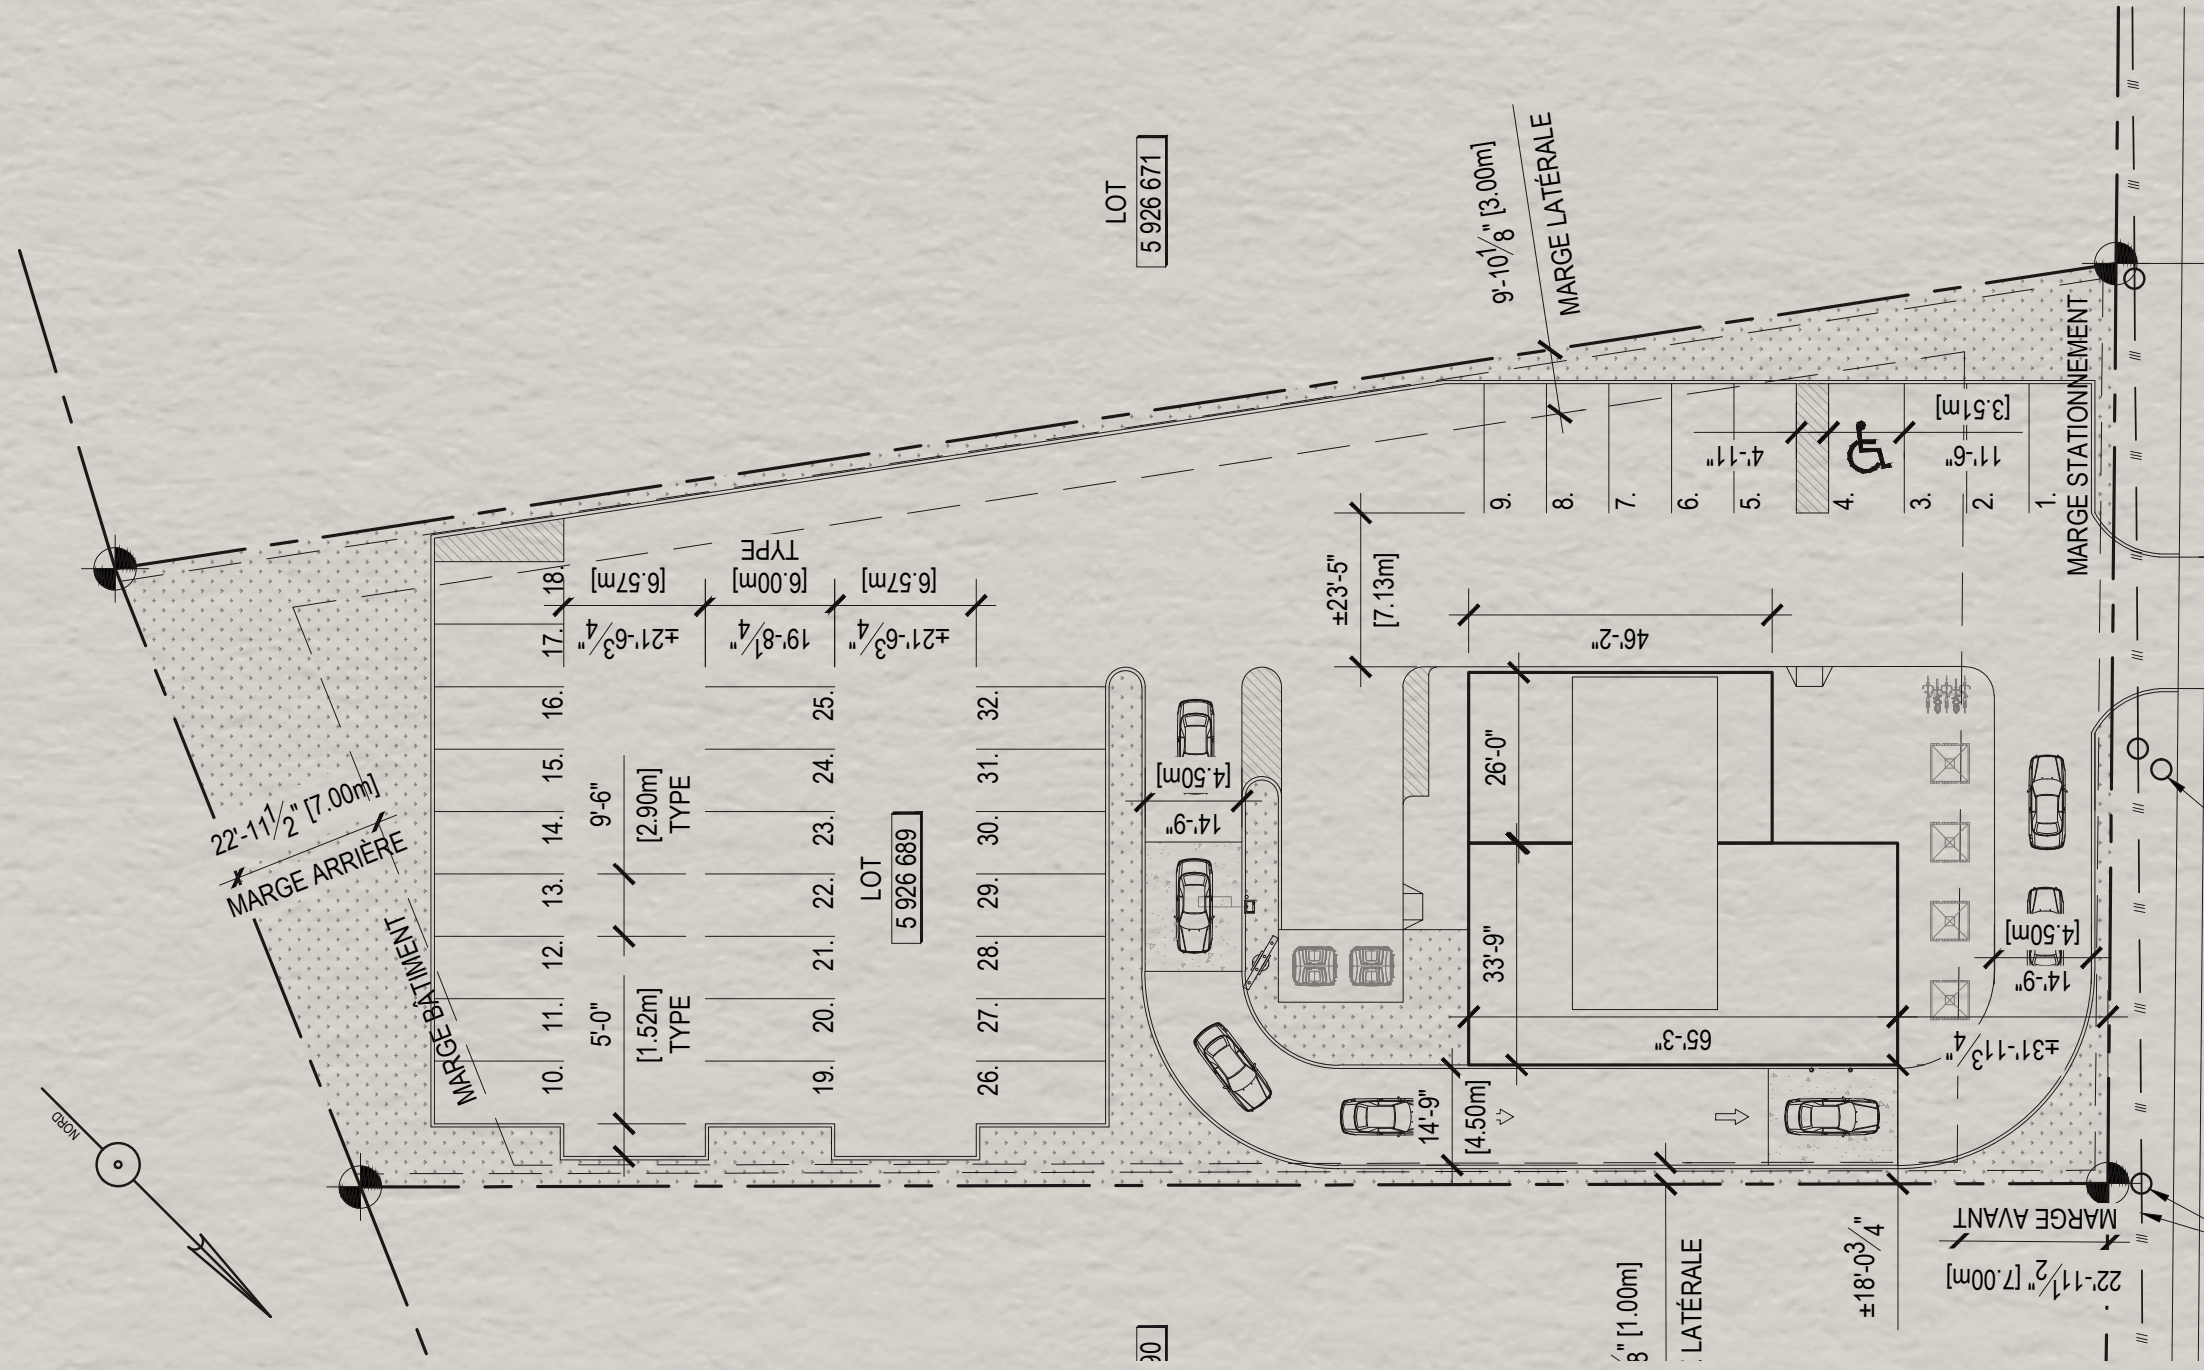 LOT
5 926 671
9'-10 1/8" [3.00m]
MARGE LATÉRALE
MARGE STATIONNEMENT
[3.51m]
11'-6"
4'-11"
9.
8.
7.
6.
5.
4.
3.
2.
1.
±23'-5"
[7.13m]
46'-2"
TYPE
[6.57m]
[6.00m]
[6.57m]
±21'-6 3/4"
19'-8 1/4"
±21'-6 3/4"
18.
17.
16.
15.
14.
13.
12.
11.
10.
25.
24.
23.
22.
21.
20.
19.
32.
31.
30.
29.
28.
27.
26.
9'-6"
[2.90m]
TYPE
5'-0"
[1.52m]
TYPE
LOT
5 926 689
22'-11 1/2" [7.00m]
MARGE ARRIÈRE
MARGE BÂTIMENT
NORD
[4.50m]
14'-9"
26'-0"
33'-9"
65'-3"
[4.50m]
14'-9"
±31'-11 3/4"
14'-9"
[4.50m]
MARGE AVANT
22'-11 1/2" [7.00m]
±18'-0 3/4"
8" [1.00m]
LATÉRALE
90